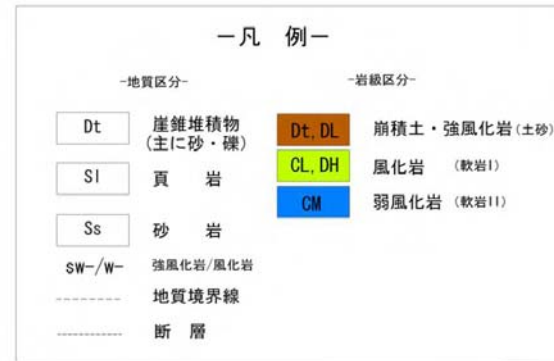 －凡　例－
-地質区分-
-岩級区分-
Dt 崖錐堆積物
(主に砂・礫)
Sl 頁　岩
Ss 砂　岩
sw-/w- 強風化岩/風化岩
地質境界線
断　層
Dt, DL 崩積土・強風化岩(土砂)
CL, DH 風化岩 (軟岩I)
CM 弱風化岩 (軟岩II)